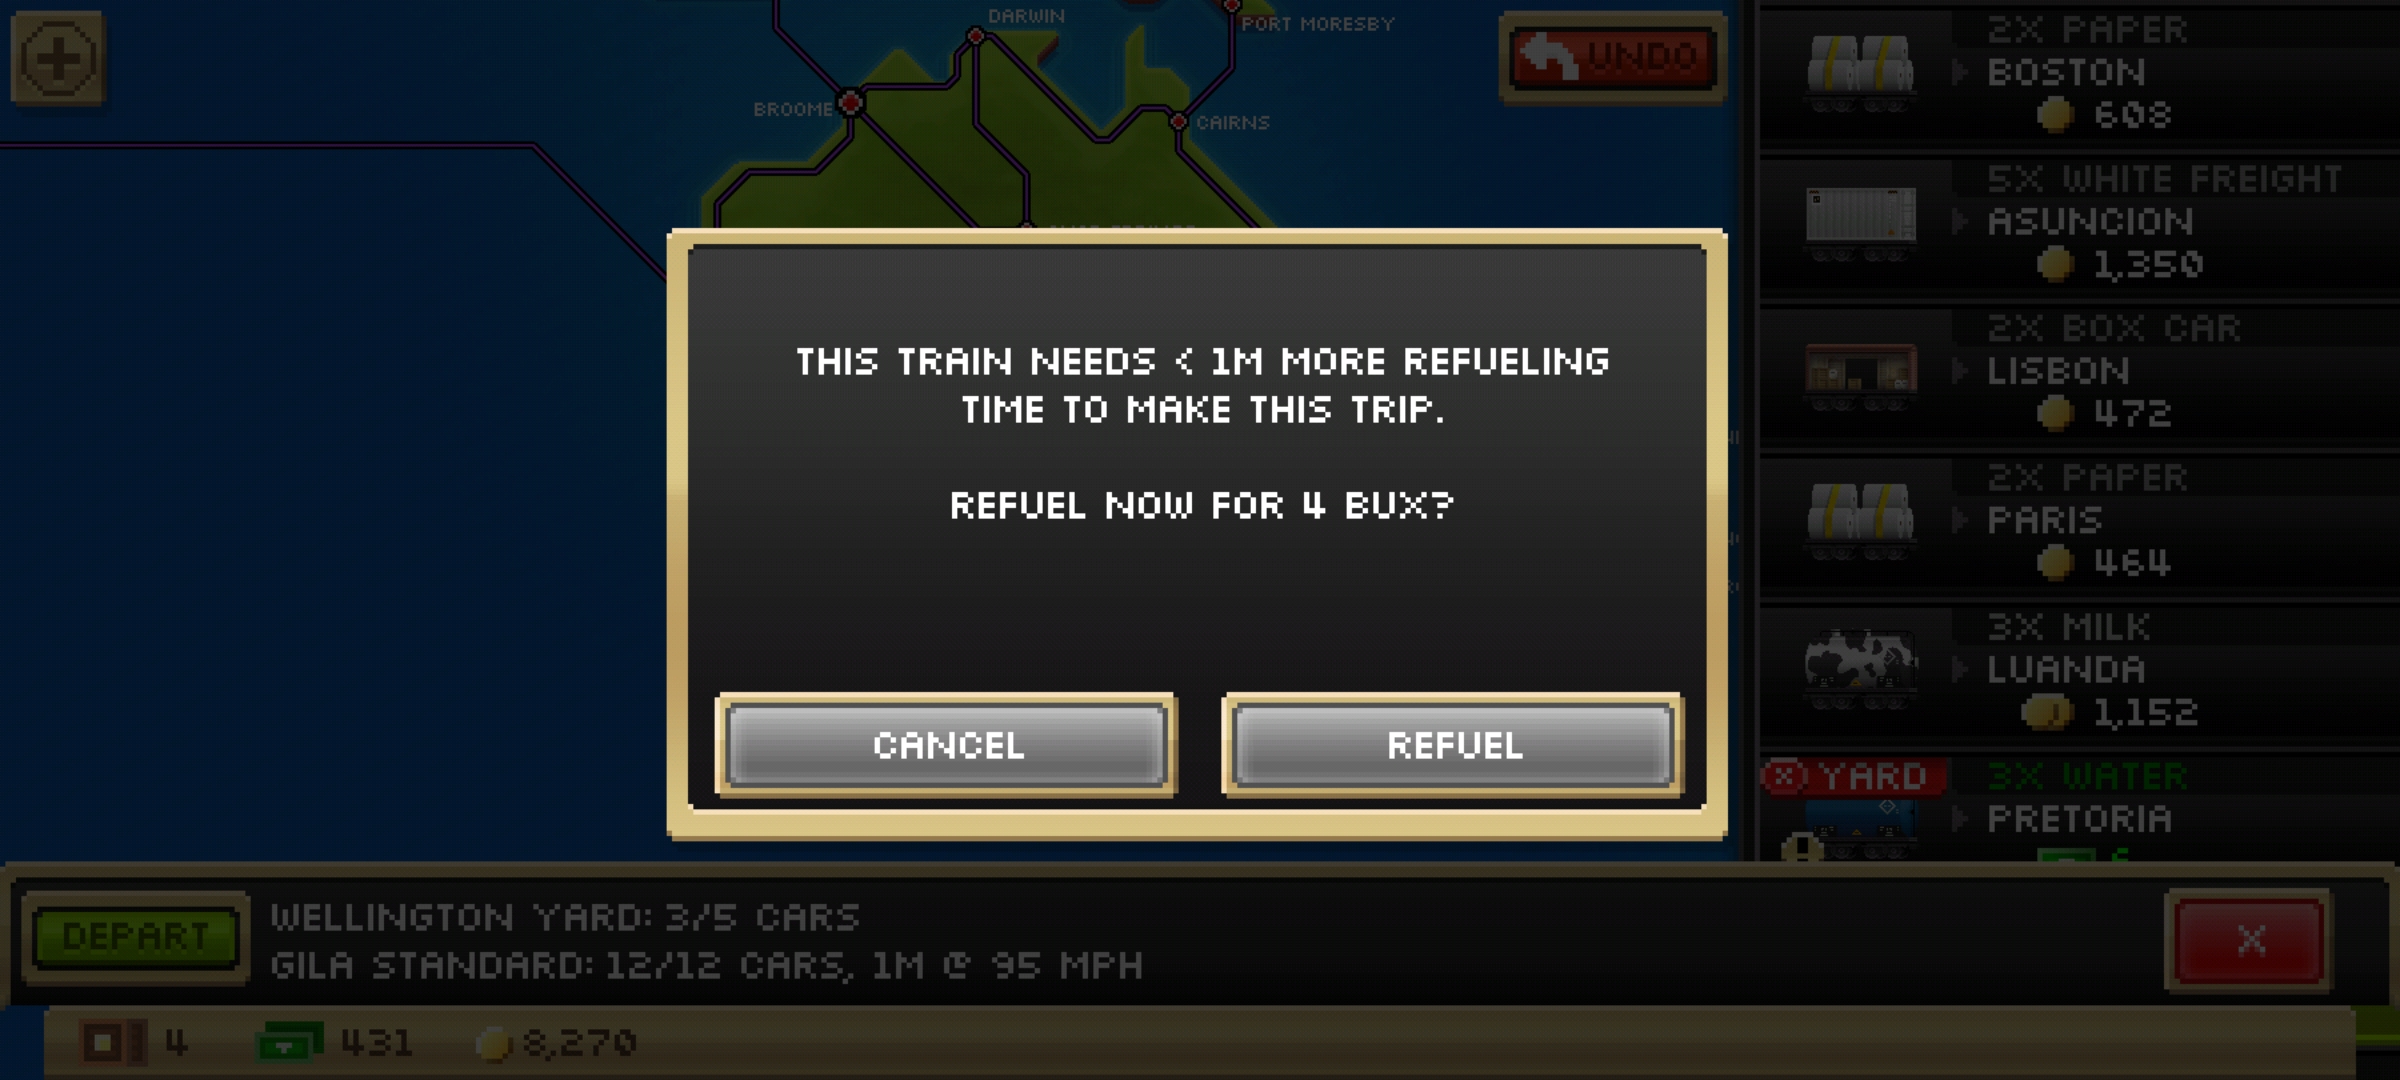 DARWIN
PORT MORESBY
UNDO
BROOME
CAIRNS
2X PAPER
BOSTON
608
5X WHITE FREIGHT
ASUNCION
1,350
2X BOX CAR
LISBON
472
2X PAPER
PARIS
464
3X MILK
LUANDA
1,152
YARD
3X WATER
PRETORIA
THIS TRAIN NEEDS < 1M MORE REFUELING
TIME TO MAKE THIS TRIP.
REFUEL NOW FOR 4 BUX?
CANCEL
REFUEL
DEPART
WELLINGTON YARD: 3/5 CARS
GILA STANDARD: 12/12 CARS, 1M @ 95 MPH
X
4
431
8,270